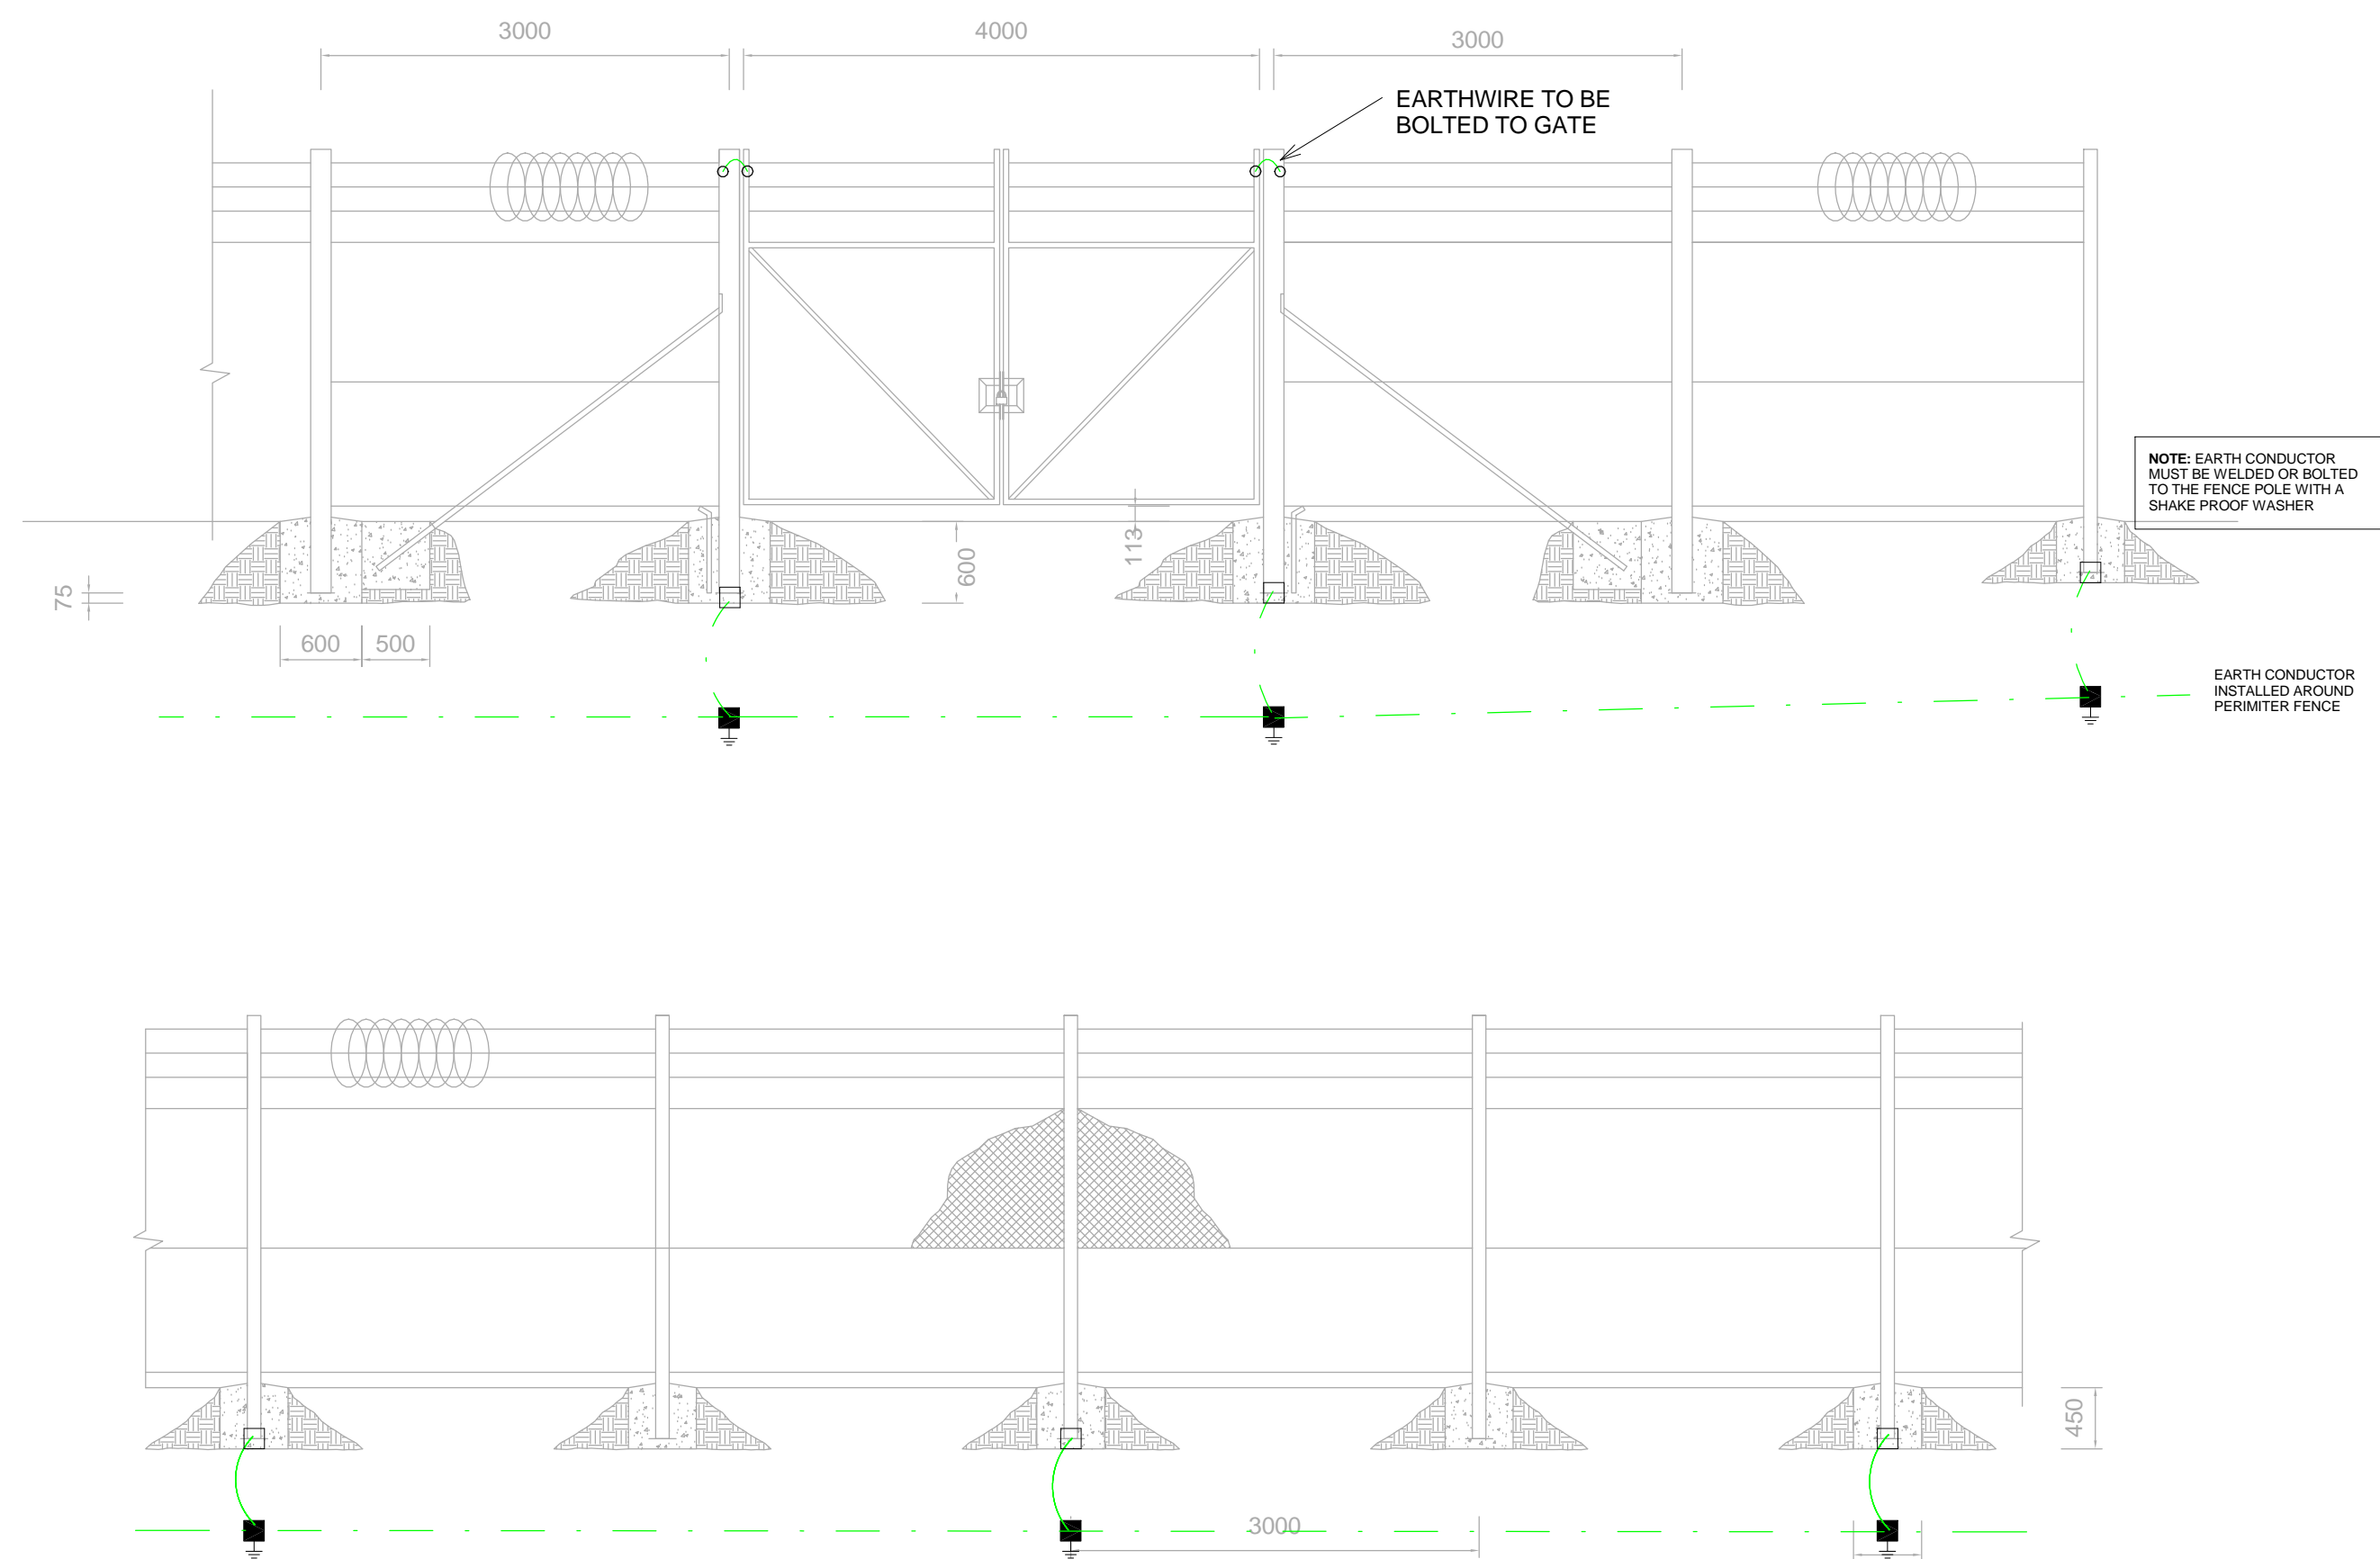 3000
4000
3000
EARTHWIRE TO BE
BOLTED TO GATE
NOTE: EARTH CONDUCTOR
MUST BE WELDED OR BOLTED
TO THE FENCE POLE WITH A
SHAKE PROOF WASHER
113
600
75
600
500
EARTH CONDUCTOR
INSTALLED AROUND
PERIMITER FENCE
450
3000